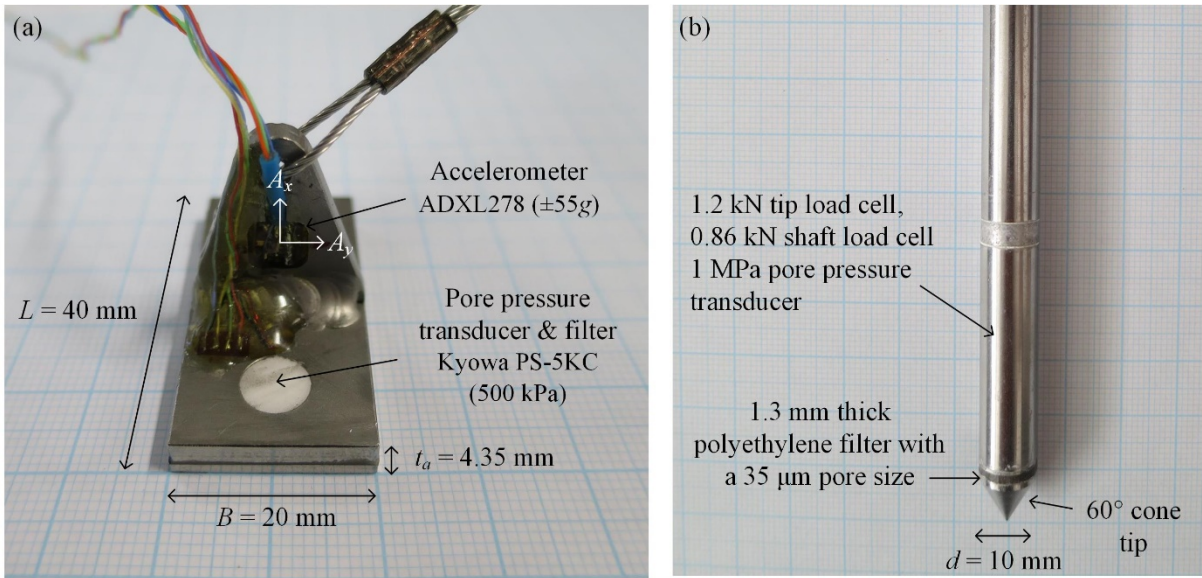 (a)
Accelerometer
ADXL278 (±55g)
Aₓ
A_y
L = 40 mm
Pore pressure
transducer & filter
Kyowa PS-5KC
(500 kPa)
tₐ = 4.35 mm
B = 20 mm
(b)
1.2 kN tip load cell,
0.86 kN shaft load cell
1 MPa pore pressure
transducer
1.3 mm thick
polyethylene filter with
a 35 μm pore size
60° cone
tip
d = 10 mm